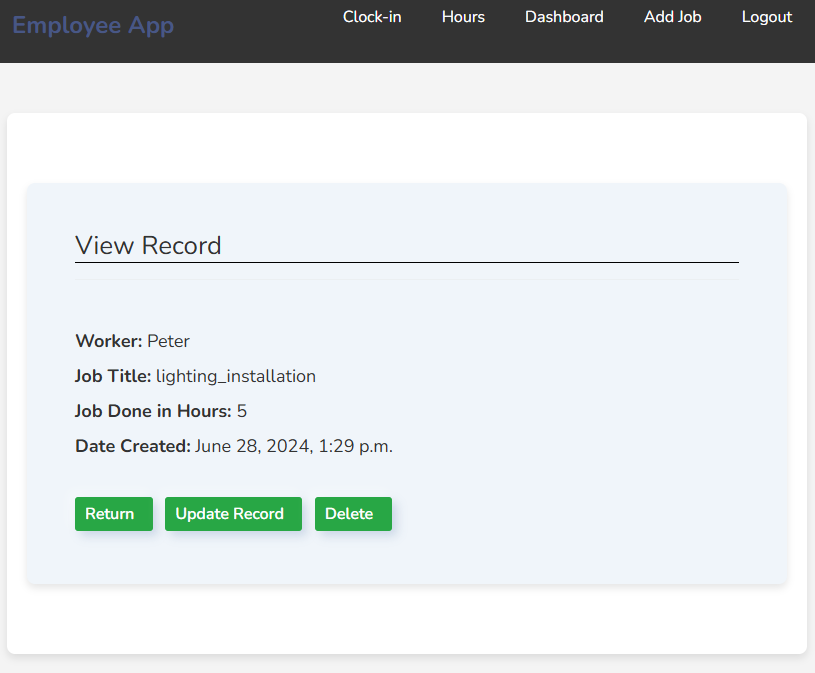 Employee App
Clock-in Hours Dashboard Add Job Logout
View Record
Worker: Peter
Job Title: lighting_installation
Job Done in Hours: 5
Date Created: June 28, 2024, 1:29 p.m.
Return Update Record Delete